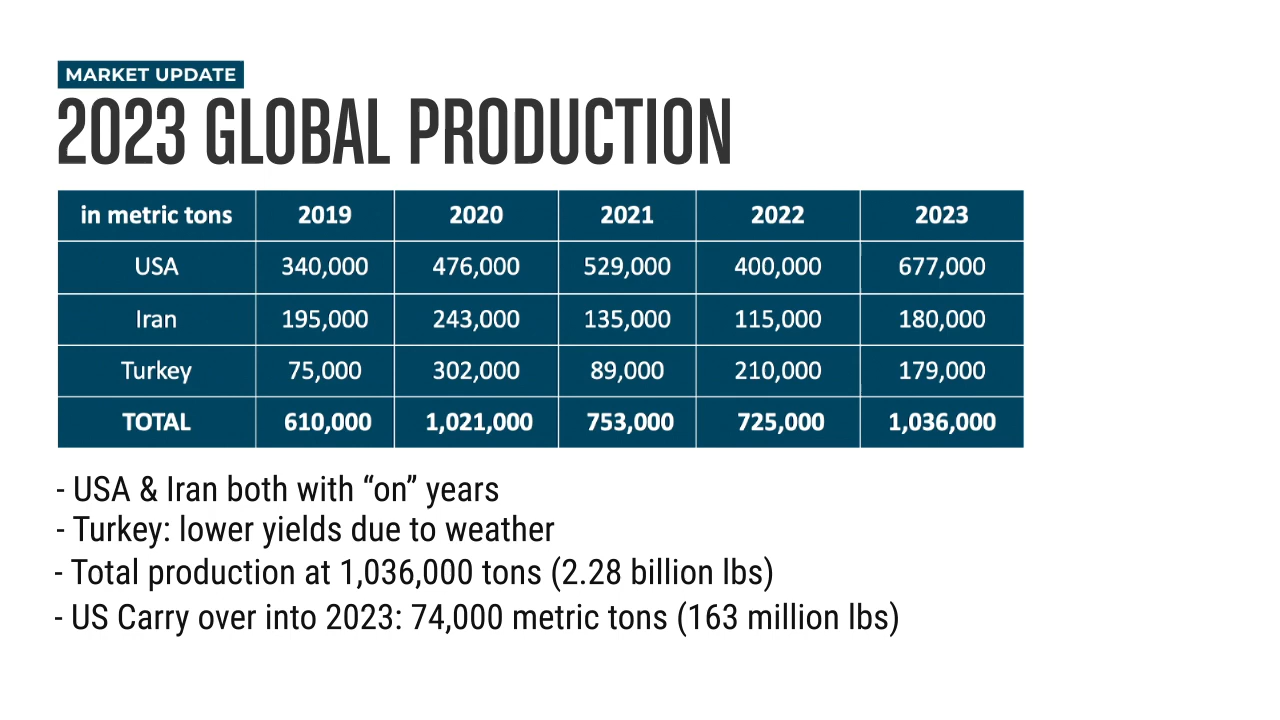 MARKET UPDATE
2023 GLOBAL PRODUCTION
in metric tons 2019 2020 2021 2022 2023
USA 340,000 476,000 529,000 400,000 677,000
Iran 195,000 243,000 135,000 115,000 180,000
Turkey 75,000 302,000 89,000 210,000 179,000
TOTAL 610,000 1,021,000 753,000 725,000 1,036,000
- USA & Iran both with “on” years
- Turkey: lower yields due to weather
- Total production at 1,036,000 tons (2.28 billion lbs)
- US Carry over into 2023: 74,000 metric tons (163 million lbs)